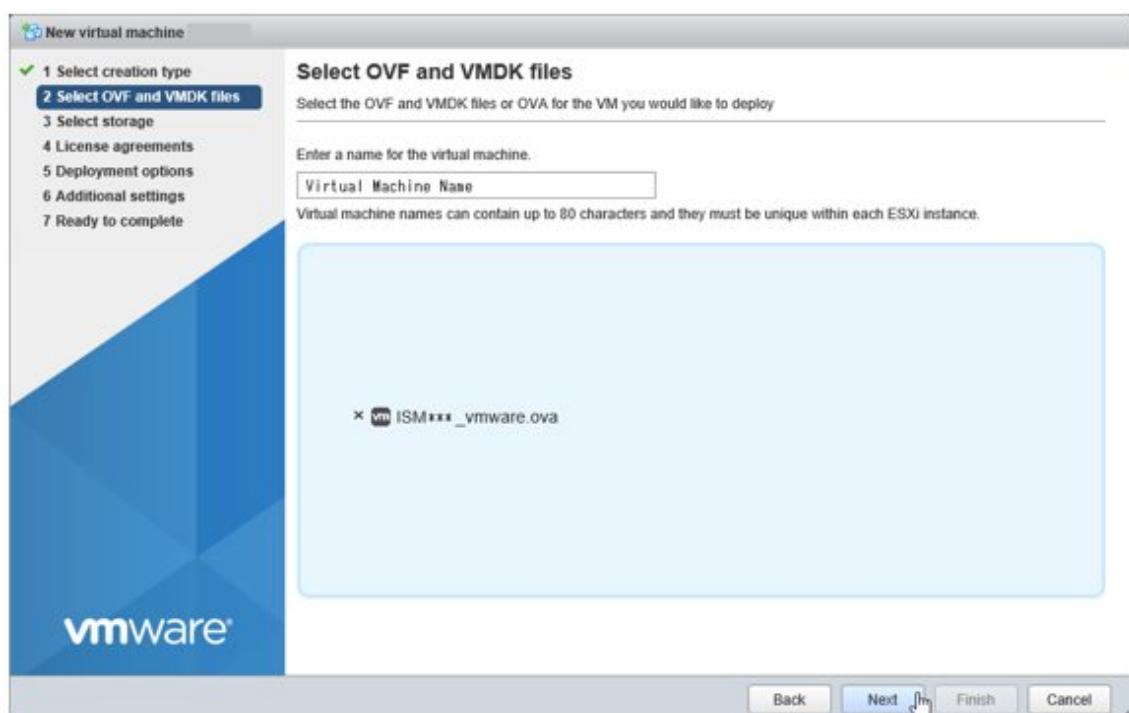 New virtual machine
1 Select creation type
2 Select OVF and VMDK files
3 Select storage
4 License agreements
5 Deployment options
6 Additional settings
7 Ready to complete
vmware®
Select OVF and VMDK files
Select the OVF and VMDK files or OVA for the VM you would like to deploy
Enter a name for the virtual machine.
Virtual Machine Name
Virtual machine names can contain up to 80 characters and they must be unique within each ESXi instance.
× vm ISM***_vmware.ova
Back Next Finish Cancel